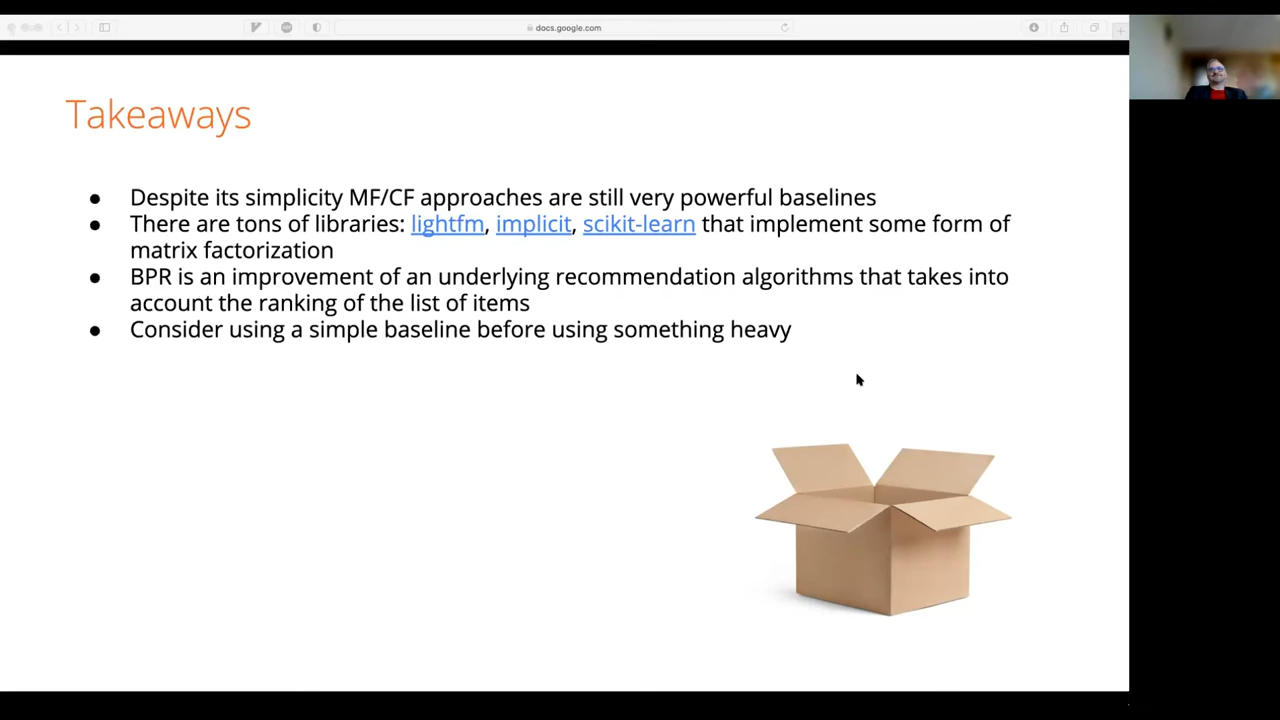 docs.google.com
Takeaways
● Despite its simplicity MF/CF approaches are still very powerful baselines
● There are tons of libraries: lightfm, implicit, scikit-learn that implement some form of
matrix factorization
● BPR is an improvement of an underlying recommendation algorithms that takes into
account the ranking of the list of items
● Consider using a simple baseline before using something heavy